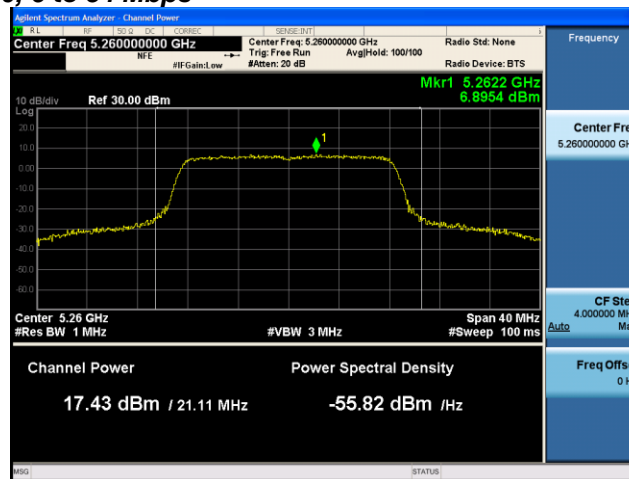 6 to 54 Mbps
Agilent Spectrum Analyzer - Channel Power
RL RF 50 Ω DC CORREC SENSE:INT
Center Freq 5.260000000 GHz
NFE
#IFGain:Low
Center Freq: 5.260000000 GHz
Trig: Free Run Avg|Hold: 100/100
#Atten: 20 dB
Radio Std: None
Radio Device: BTS
Mkr1 5.2622 GHz
6.8954 dBm
10 dB/div Ref 30.00 dBm
Log
20.0
10.0
0.00
-10.0
-20.0
-30.0
-40.0
-50.0
-60.0
1
Center 5.26 GHz Span 40 MHz
#Res BW 1 MHz #VBW 3 MHz #Sweep 100 ms
Channel Power Power Spectral Density
17.43 dBm / 21.11 MHz -55.82 dBm /Hz
MSG STATUS
Frequency
Center Fre
5.260000000 GH
CF Ste
4.000000 MH
Auto Ma
Freq Offs
0 H